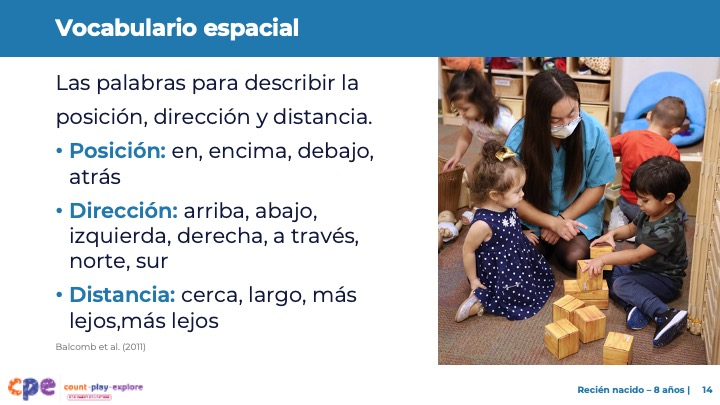 Vocabulario espacial
Las palabras para describir la
posición, dirección y distancia.
• Posición: en, encima, debajo,
atrás
• Dirección: arriba, abajo,
izquierda, derecha, a través,
norte, sur
• Distancia: cerca, largo, más
lejos,más lejos
Balcomb et al. (2011)
cpe count-play-explore
Recién nacido – 8 años | 14